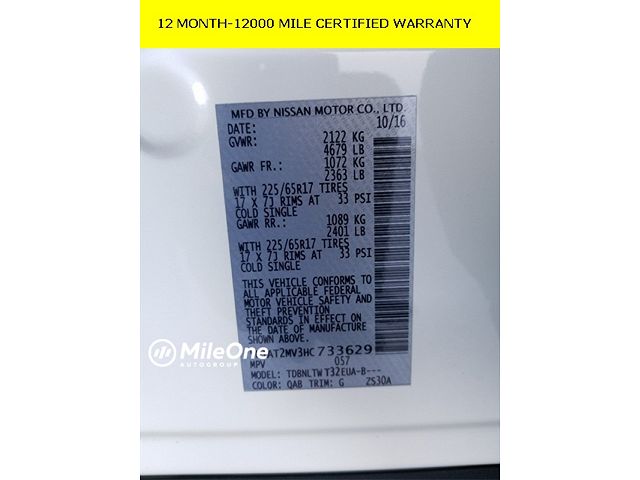 12 MONTH-12000 MILE CERTIFIED WARRANTY
MFD BY NISSAN MOTOR CO., LTD.
DATE: 10/16
GVWR: 2122 KG
4679 LB
GAWR FR.: 1072 KG
2363 LB
WITH 225/65R17 TIRES
17 X 7J RIMS AT 33 PSI
COLD SINGLE
GAWR RR.: 1089 KG
2401 LB
WITH 225/65R17 TIRES
17 X 7J RIMS AT 33 PSI
COLD SINGLE
THIS VEHICLE CONFORMS TO
ALL APPLICABLE FEDERAL
MOTOR VEHICLE SAFETY AND
THEFT PREVENTION
STANDARDS IN EFFECT ON THE
DATE OF MANUFACTURE
SHOWN ABOVE.
MileOne
AUTOGROUP
AT2MV3HC733629
MPV 057
MODEL: TDBNLTWT32EUA-B---
COLOR: QAB TRIM: G ZS30A